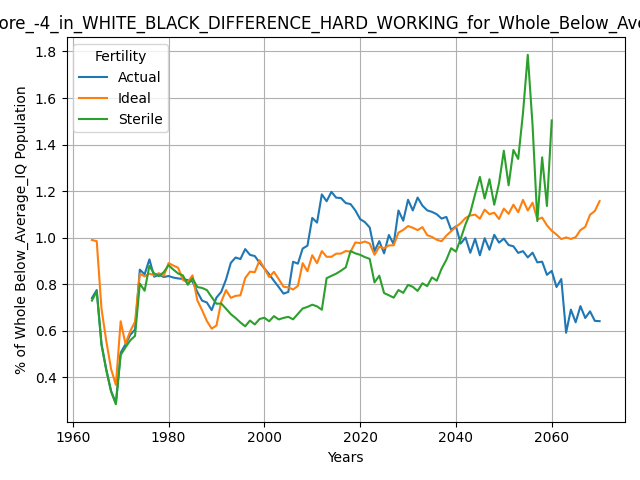 ore_-4_in_WHITE_BLACK_DIFFERENCE_HARD_WORKING_for_Whole_Below_Ave
Fertility
Actual
Ideal
Sterile
% of Whole Below_Average_IQ Population
1.8
1.6
1.4
1.2
1.0
0.8
0.6
0.4
1960
1980
2000
2020
2040
2060
Years